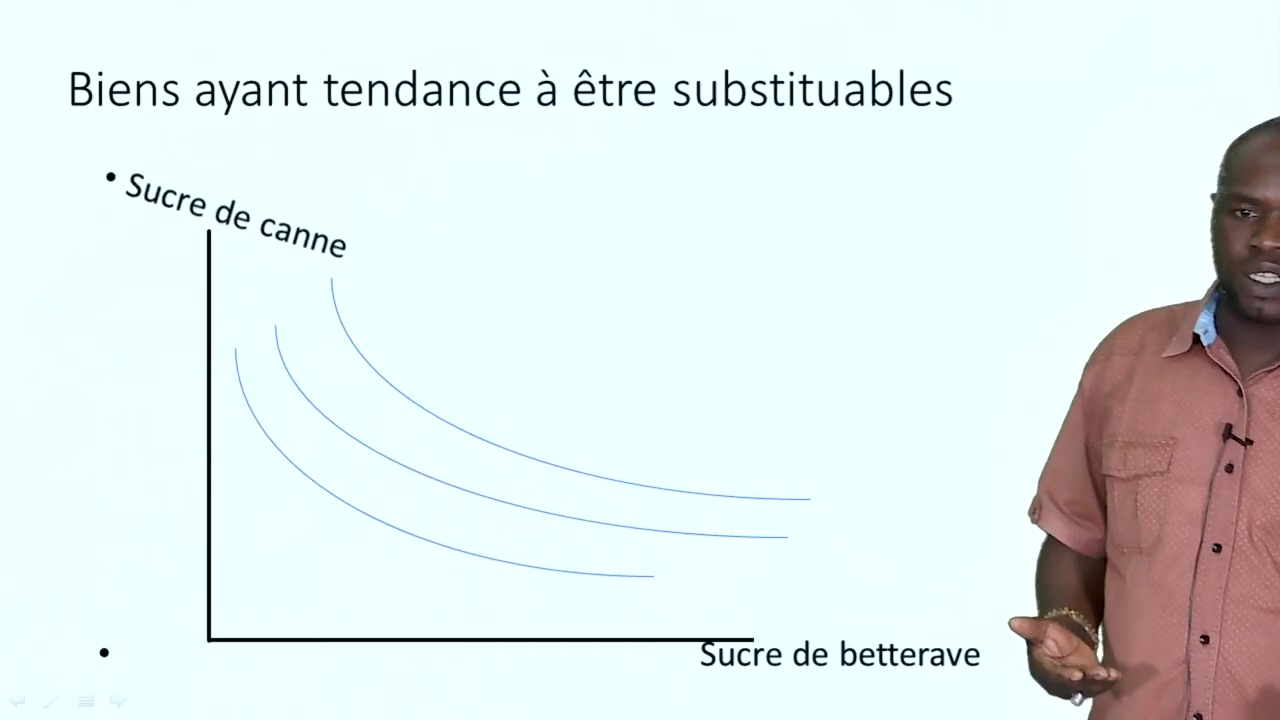 Biens ayant tendance à être substituables
• Sucre de canne
•
Sucre de betterave